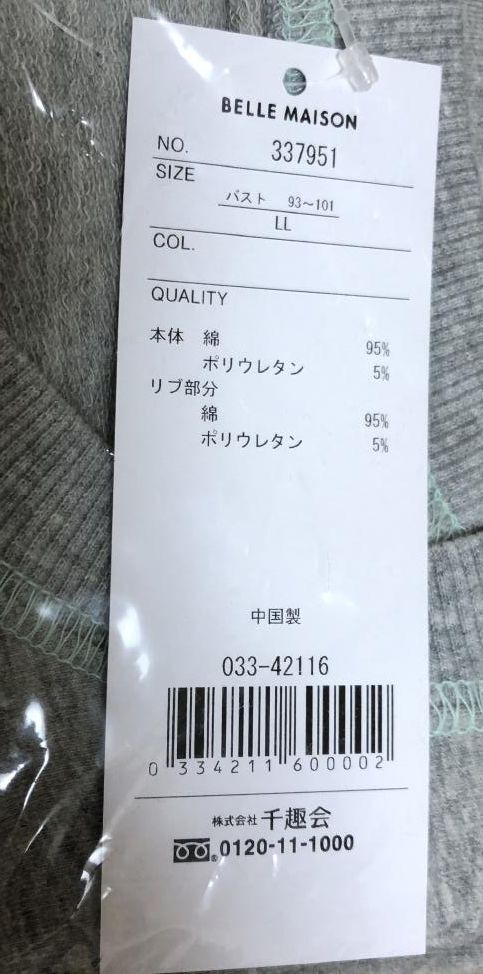 BELLE MAISON
NO. 337951
SIZE
バスト 93～101
LL
COL.
QUALITY
本体 綿 95%
ポリウレタン 5%
リブ部分
綿 95%
ポリウレタン 5%
中国製
033-42116
0 334211 600002
株式会社 千趣会
0120-11-1000